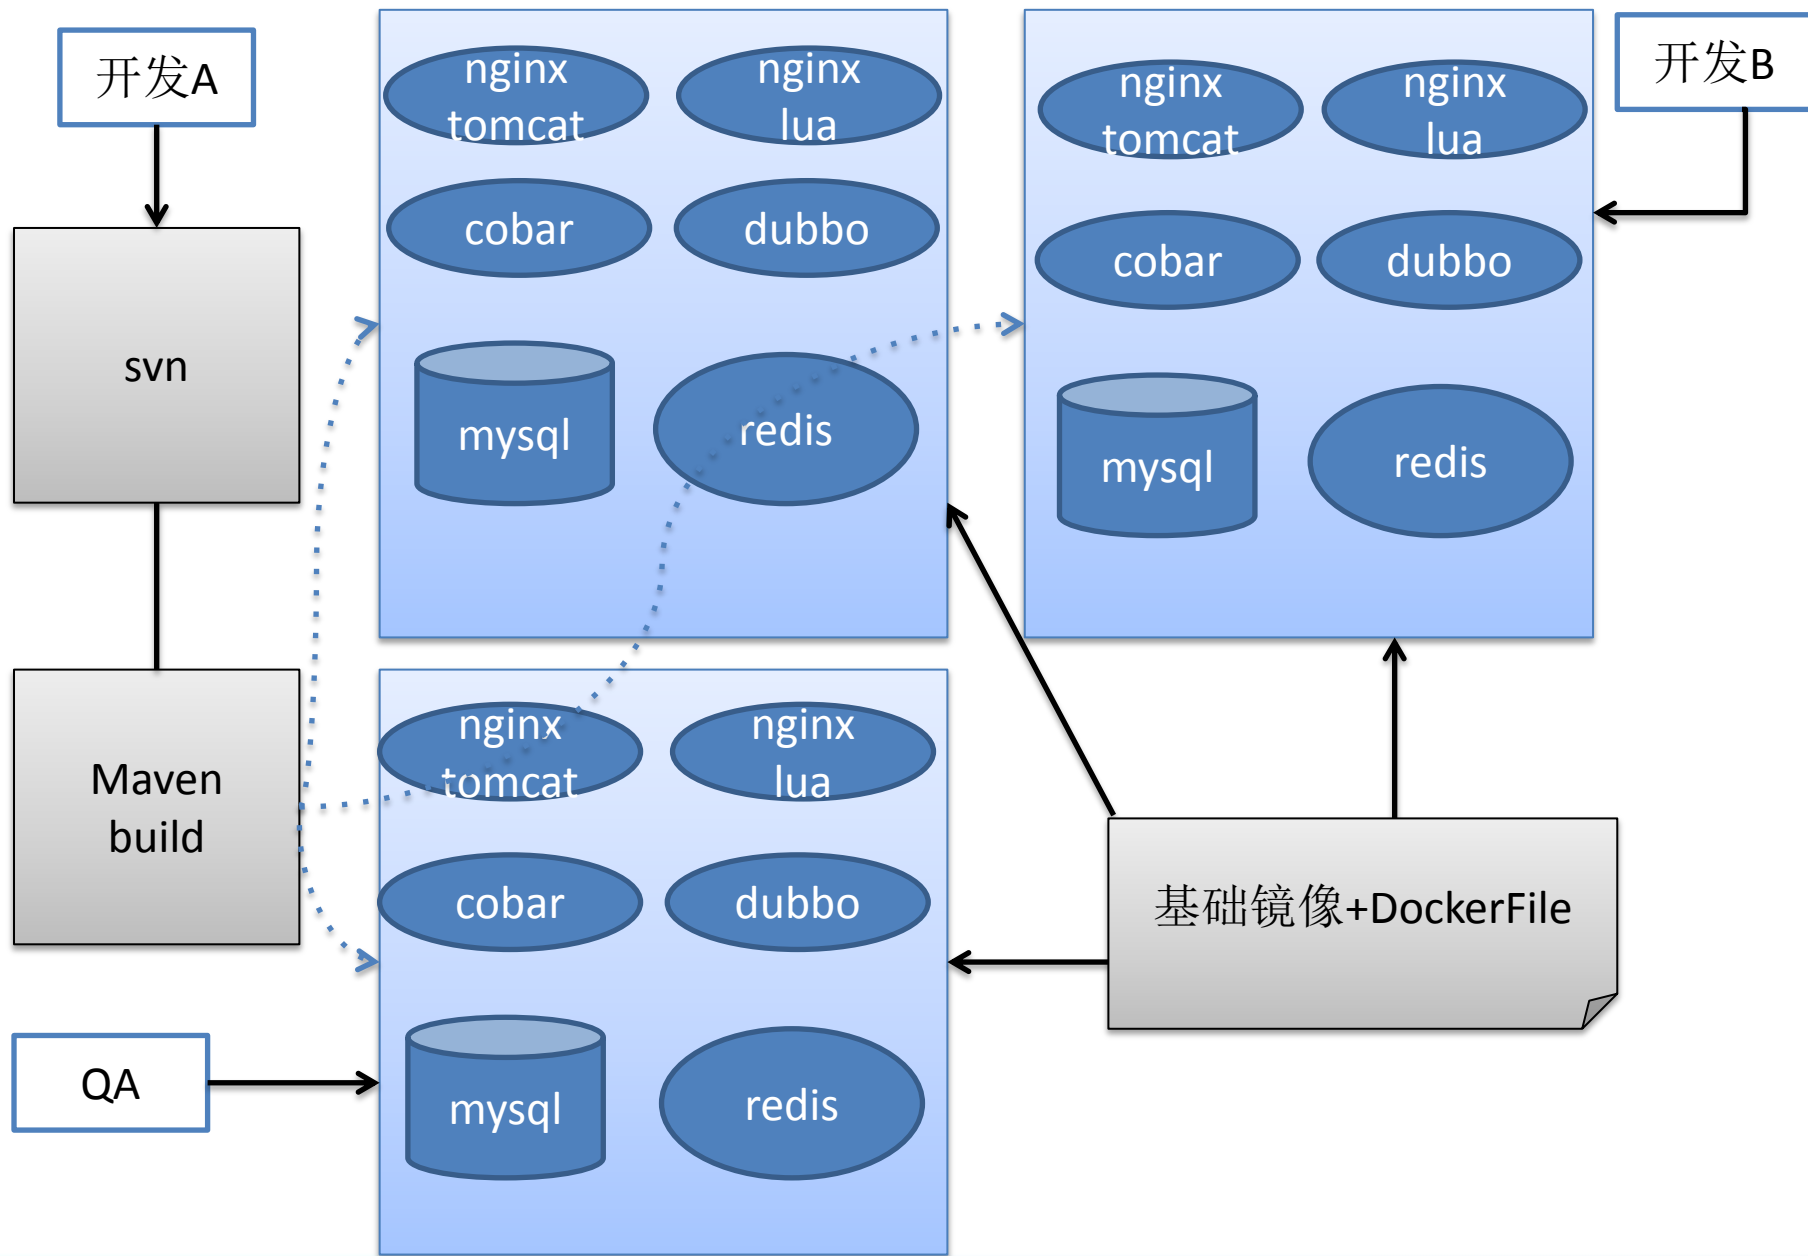 开发A
svn
Maven
build
QA
nginx
tomcat
nginx
lua
cobar
dubbo
mysql
redis
nginx
tomcat
nginx
lua
cobar
dubbo
mysql
redis
开发B
nginx
tomcat
nginx
lua
cobar
dubbo
mysql
redis
基础镜像+DockerFile